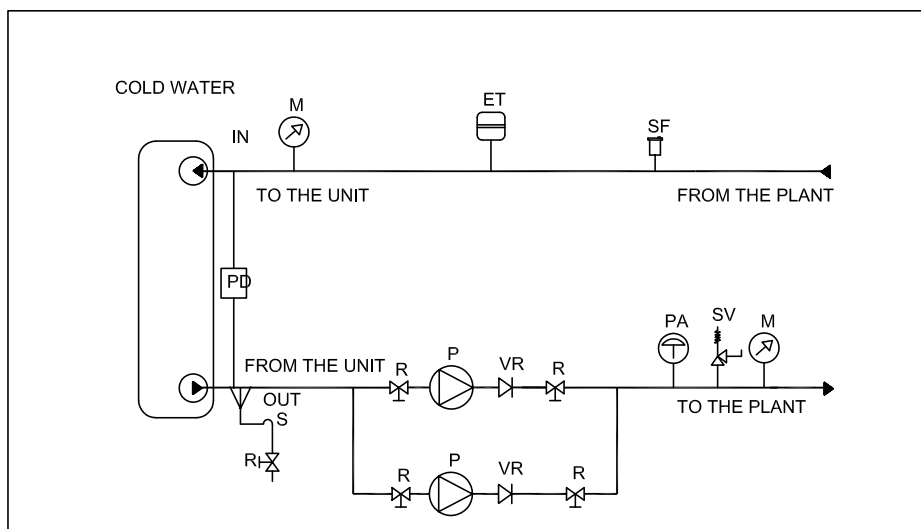 COLD WATER
IN
M
ET
SF
TO THE UNIT
FROM THE PLANT
PD
FROM THE UNIT
OUT
S
R
R
P
VR
R
PA
SV
M
TO THE PLANT
R
P
VR
R